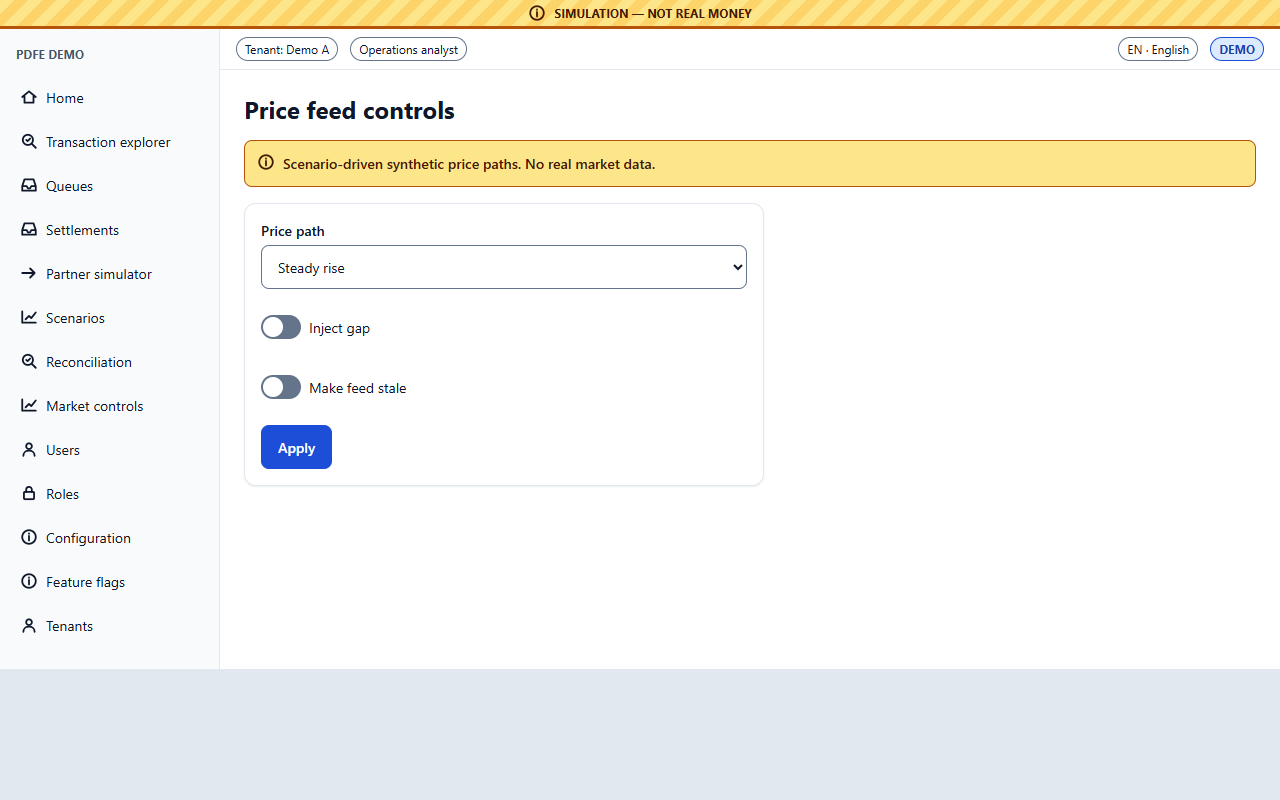 SIMULATION — NOT REAL MONEY
PDFE DEMO
Tenant: Demo A
Operations analyst
EN · English
DEMO
Home
Transaction explorer
Queues
Settlements
Partner simulator
Scenarios
Reconciliation
Market controls
Users
Roles
Configuration
Feature flags
Tenants
Price feed controls
Scenario-driven synthetic price paths. No real market data.
Price path
Steady rise
Inject gap
Make feed stale
Apply